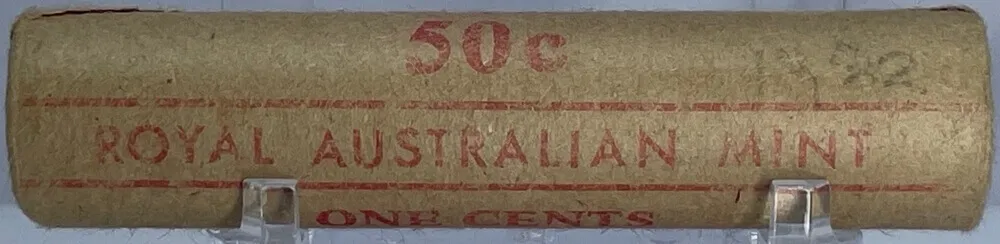 50c
ROYAL AUSTRALIAN MINT
ONE CENTS